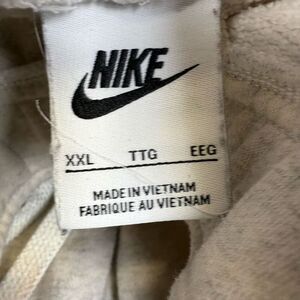 NIKE
XXL TTG EEG
MADE IN VIETNAM
FABRIQUE AU VIETNAM